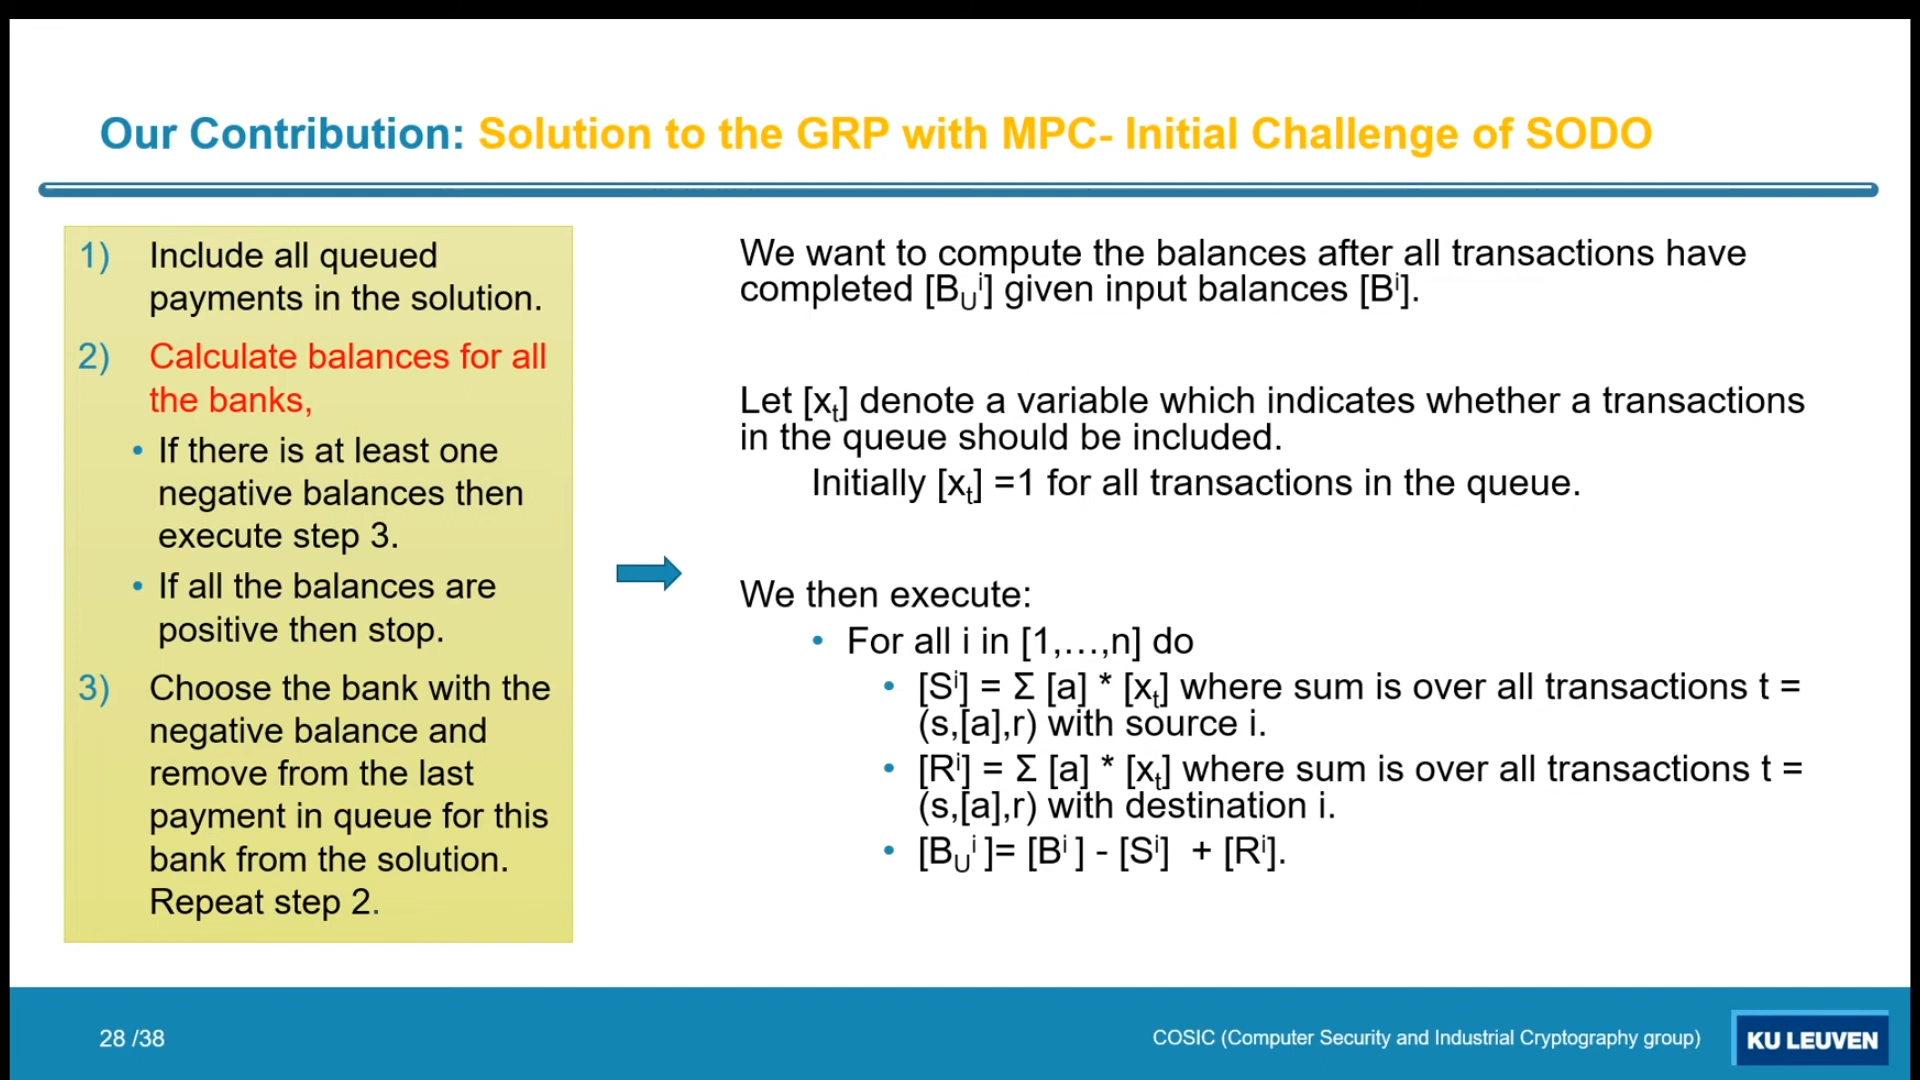 Our Contribution: Solution to the GRP with MPC- Initial Challenge of SODO
1) Include all queued
payments in the solution.
2) Calculate balances for all
the banks,
• If there is at least one
negative balances then
execute step 3.
• If all the balances are
positive then stop.
3) Choose the bank with the
negative balance and
remove from the last
payment in queue for this
bank from the solution.
Repeat step 2.
We want to compute the balances after all transactions have
completed [B_U^i] given input balances [B^i].
Let [x_t] denote a variable which indicates whether a transactions
in the queue should be included.
Initially [x_t] =1 for all transactions in the queue.
We then execute:
• For all i in [1,…,n] do
• [S^i] = Σ [a] * [x_t] where sum is over all transactions t =
(s,[a],r) with source i.
• [R^i] = Σ [a] * [x_t] where sum is over all transactions t =
(s,[a],r) with destination i.
• [B_U^i ]= [B^i ] - [S^i] + [R^i].
28 /38
COSIC (Computer Security and Industrial Cryptography group)
KU LEUVEN